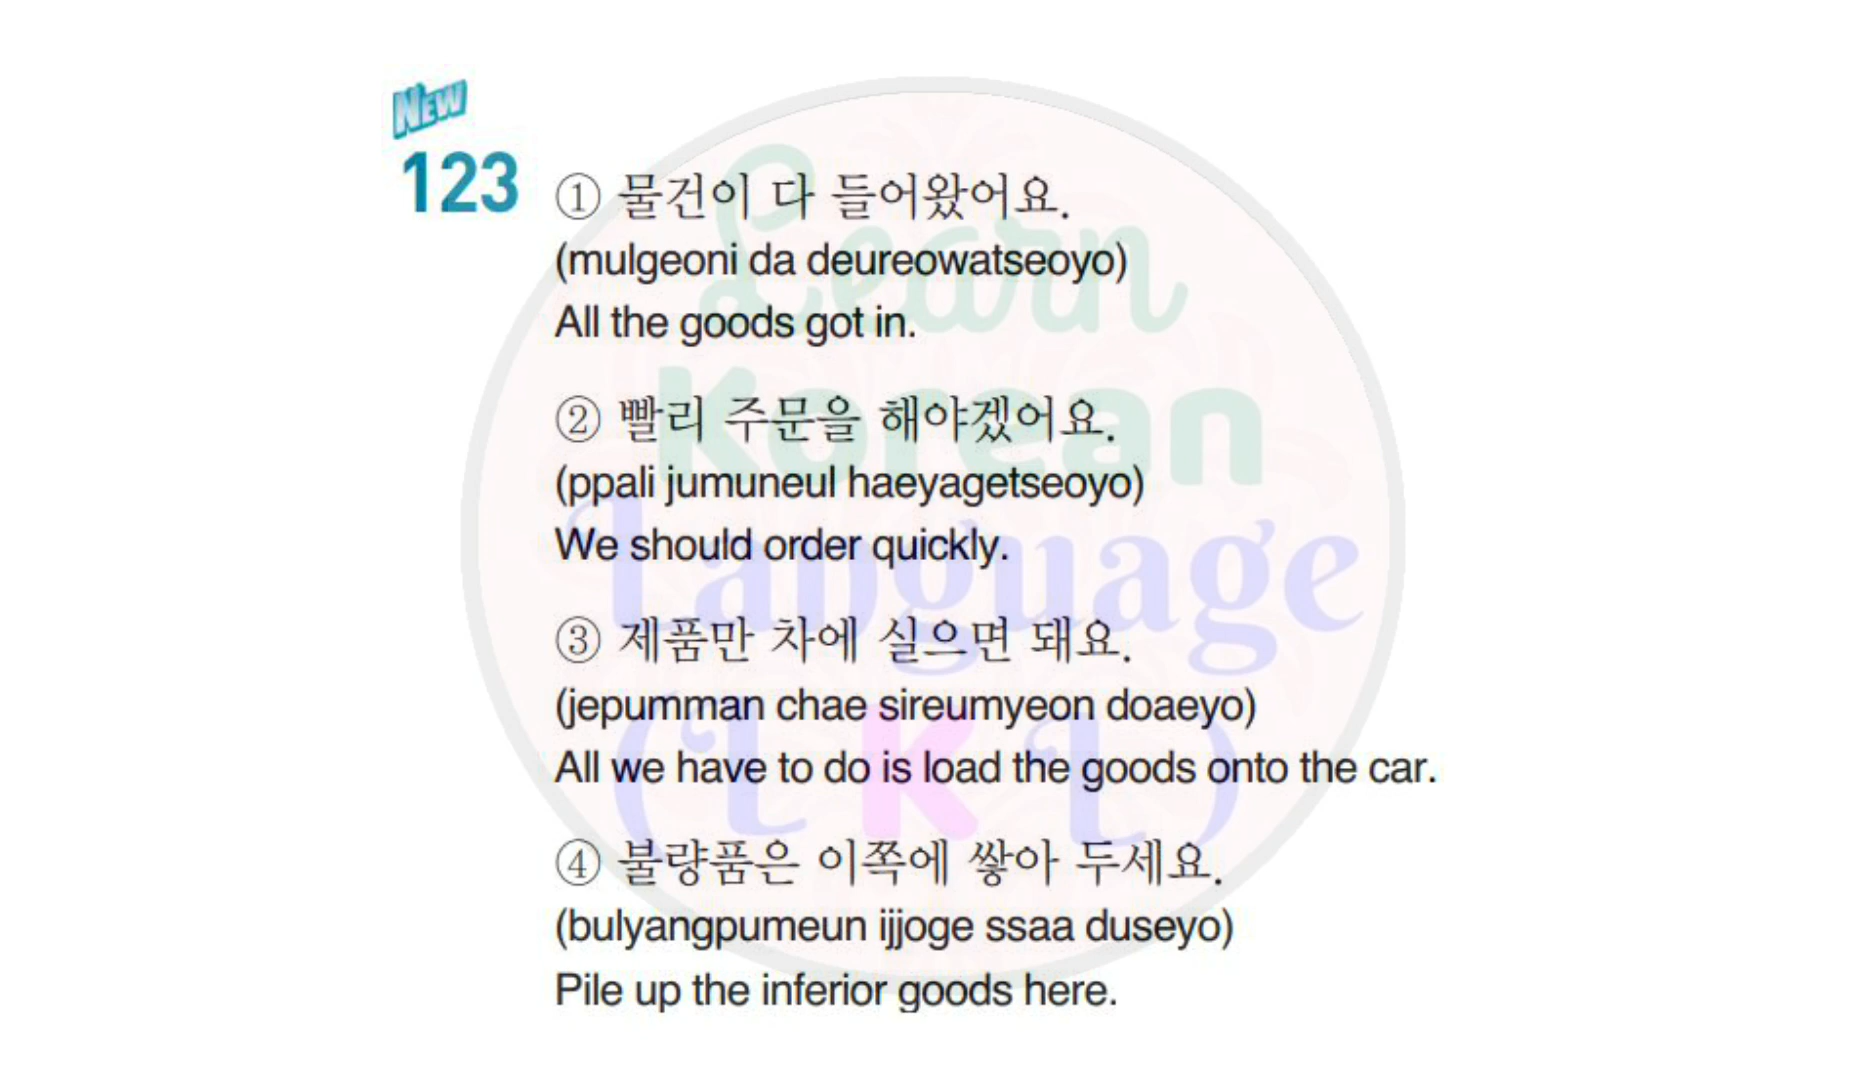 NEW
123
① 물건이 다 들어왔어요.
(mulgeoni da deureowatseoyo)
All the goods got in.
② 빨리 주문을 해야겠어요.
(ppali jumuneul haeyagetseoyo)
We should order quickly.
③ 제품만 차에 실으면 돼요.
(jepumman chae sireumyeon doaeyo)
All we have to do is load the goods onto the car.
④ 불량품은 이쪽에 쌓아 두세요.
(bulyangpumeun ijjoge ssaa duseyo)
Pile up the inferior goods here.
Learn
Korean
Language
(LKL)